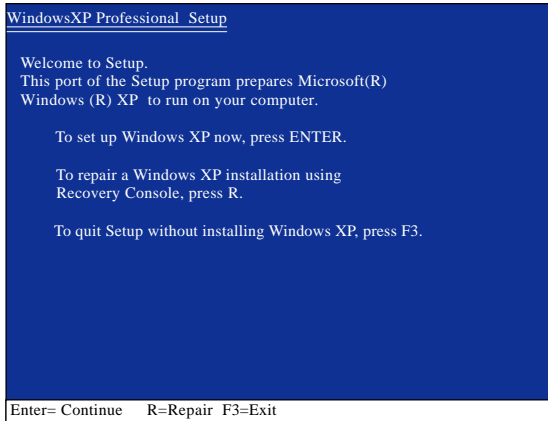 WindowsXP Professional Setup
Welcome to Setup.
This port of the Setup program prepares Microsoft(R)
Windows (R) XP to run on your computer.
To set up Windows XP now, press ENTER.
To repair a Windows XP installation using
Recovery Console, press R.
To quit Setup without installing Windows XP, press F3.
Enter= Continue R=Repair F3=Exit